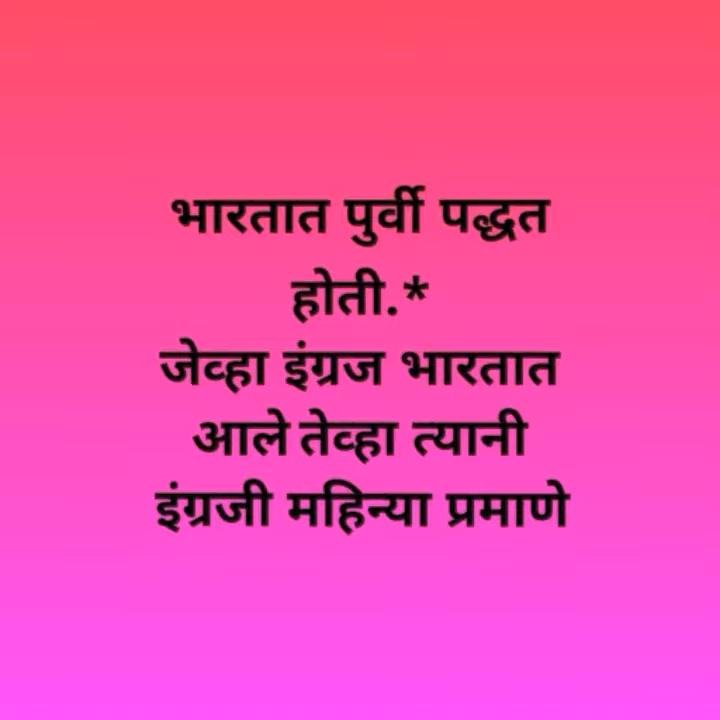 भारतात पुर्वी पद्धत
होती.*
जेव्हा इंग्रज भारतात
आले तेव्हा त्यानी
इंग्रजी महिन्या प्रमाणे